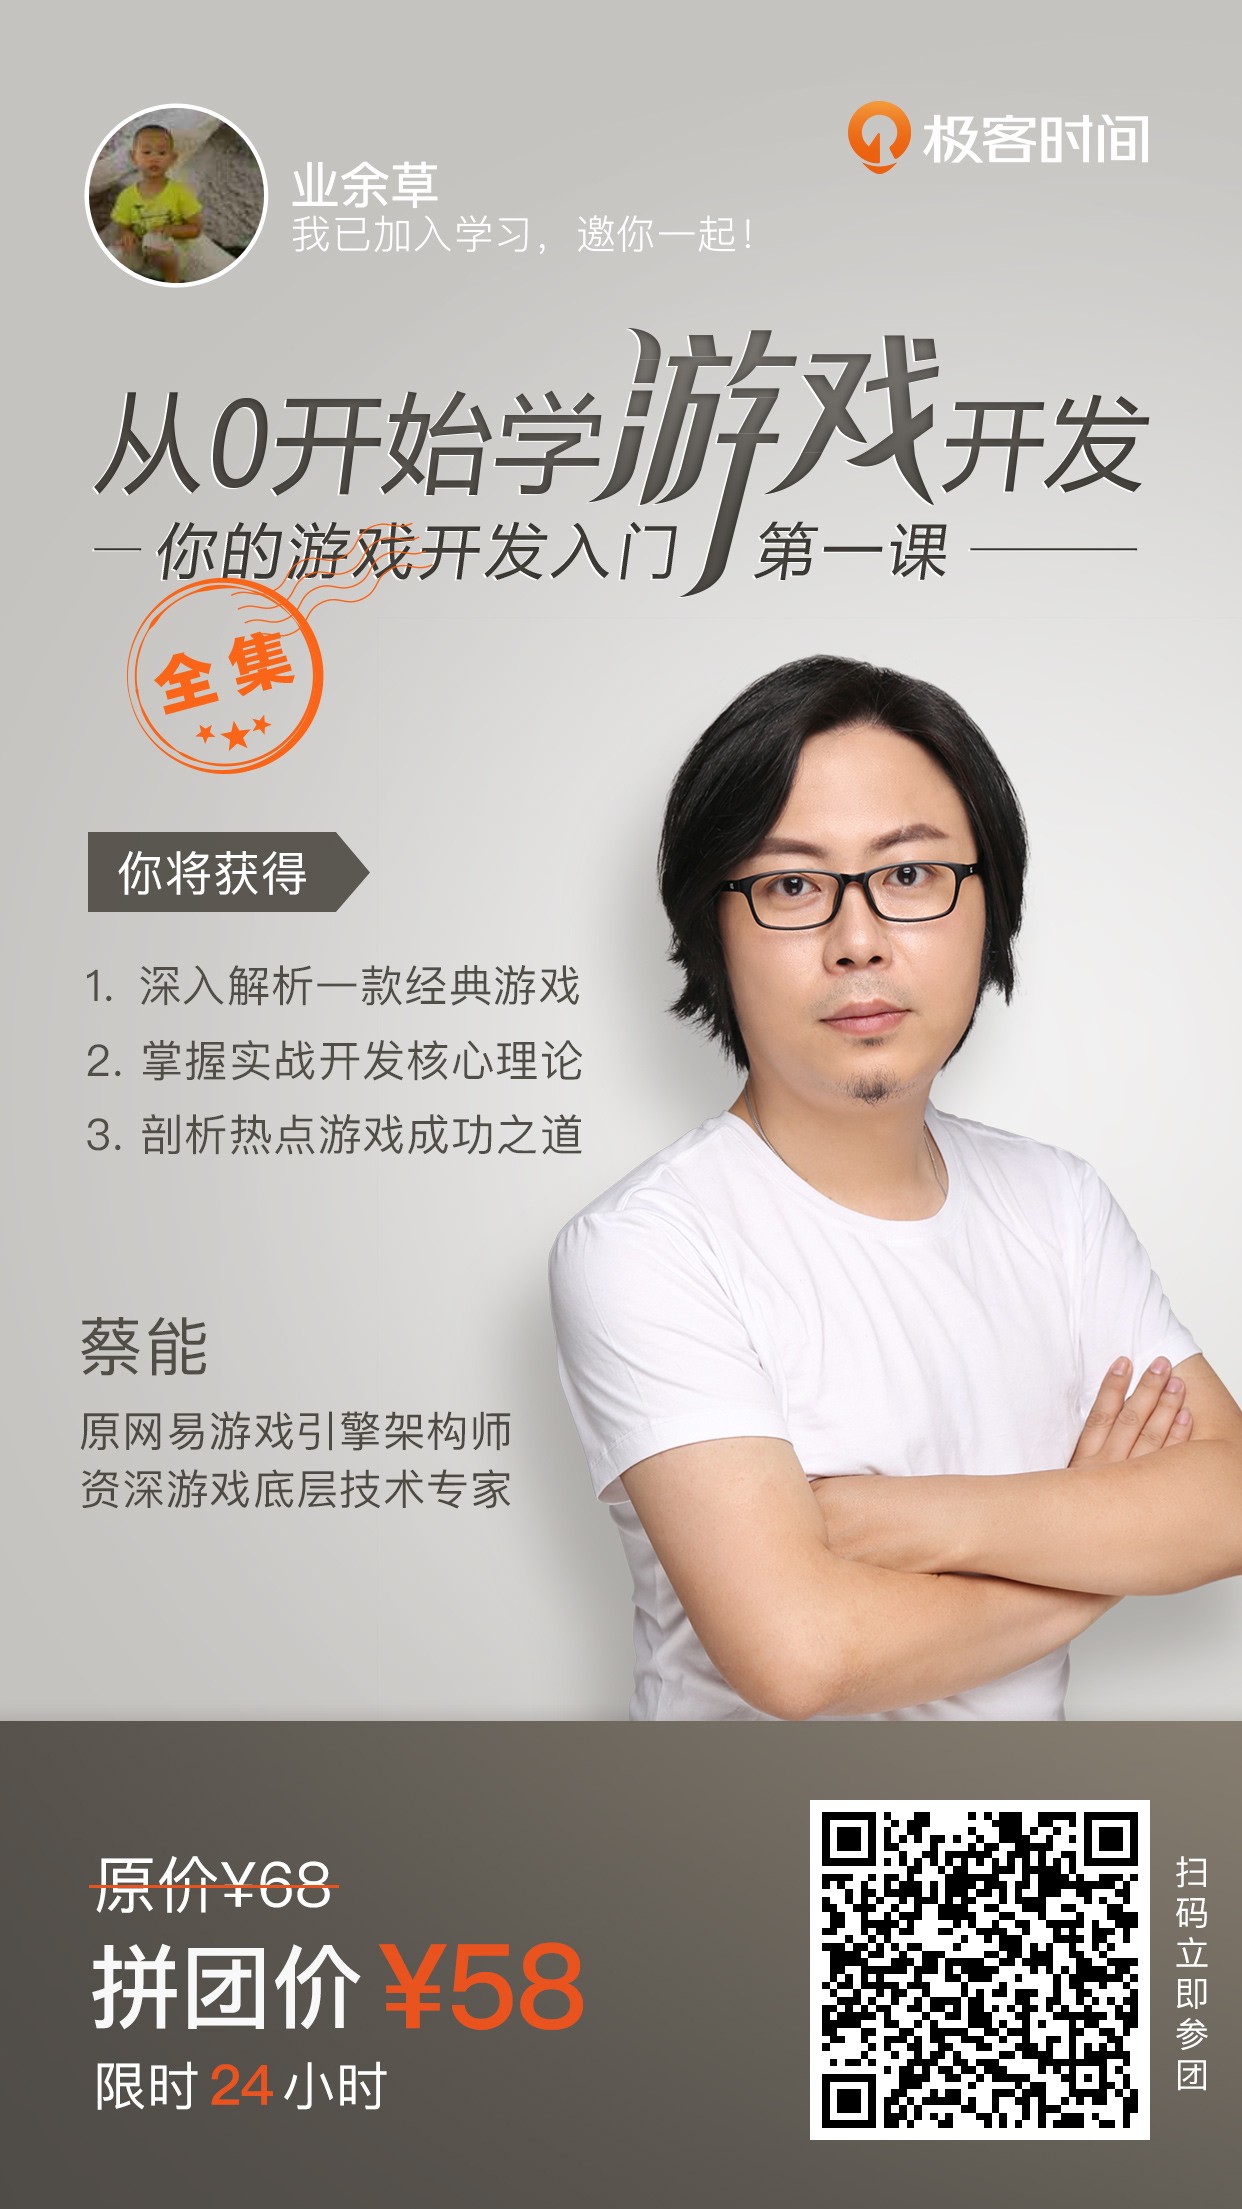 极客时间
业余草
我已加入学习，邀你一起！
从0开始学游戏开发
你的游戏开发入门第一课
全集
你将获得
1. 深入解析一款经典游戏
2. 掌握实战开发核心理论
3. 剖析热点游戏成功之道
蔡能
原网易游戏引擎架构师
资深游戏底层技术专家
原价¥68
拼团价 ¥58
限时 24 小时
扫码立即参团